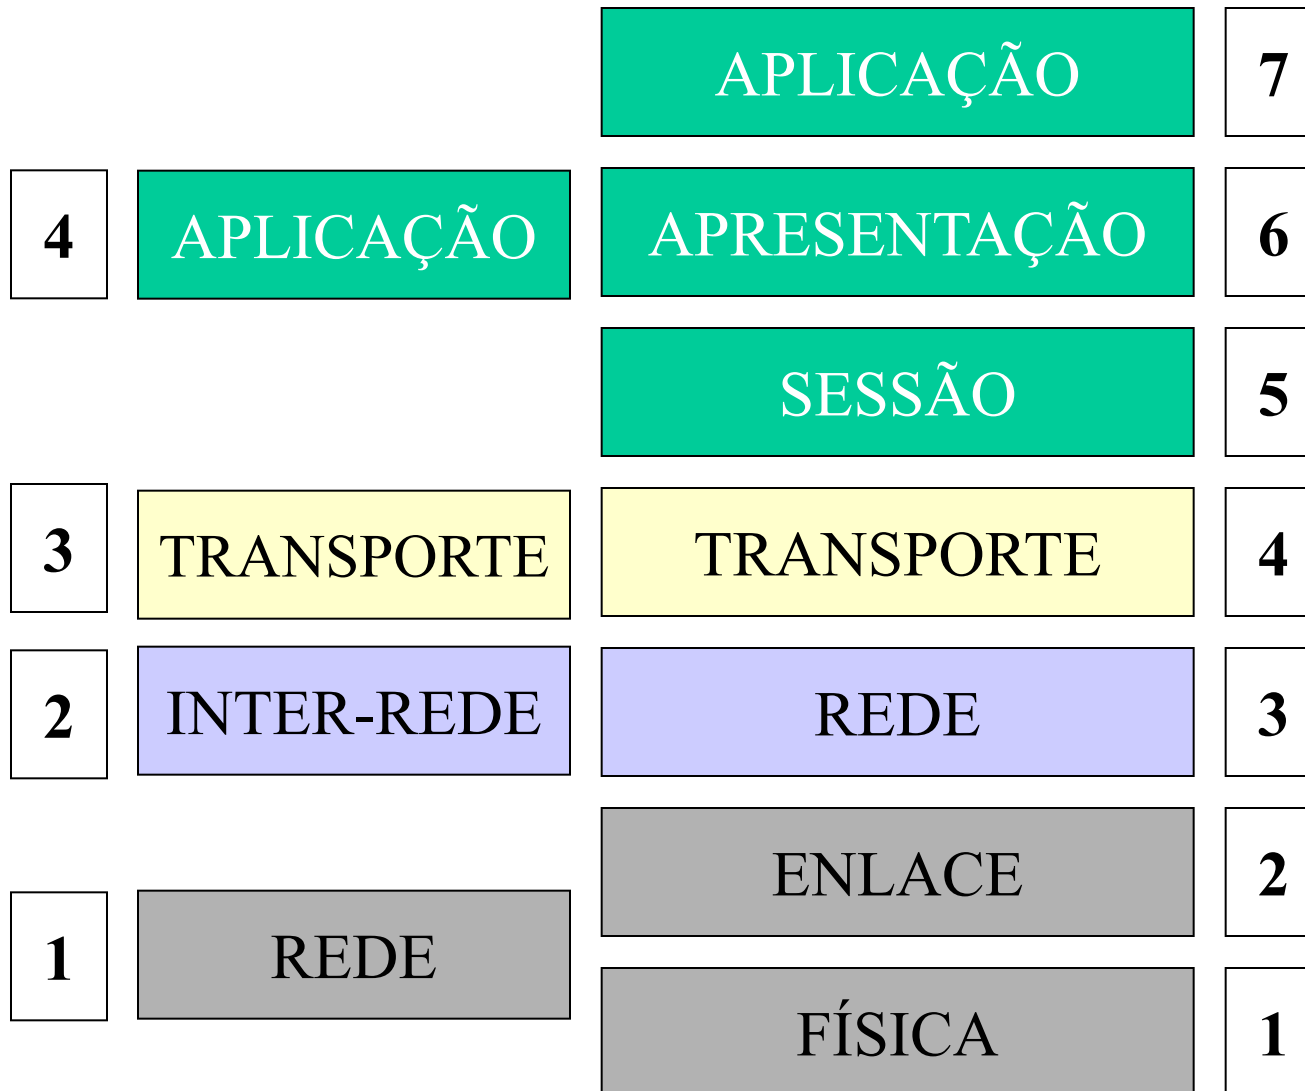 APLICAÇÃO 7
4 APLICAÇÃO APRESENTAÇÃO 6
SESSÃO 5
3 TRANSPORTE TRANSPORTE 4
2 INTER-REDE REDE 3
ENLACE 2
1 REDE
FÍSICA 1